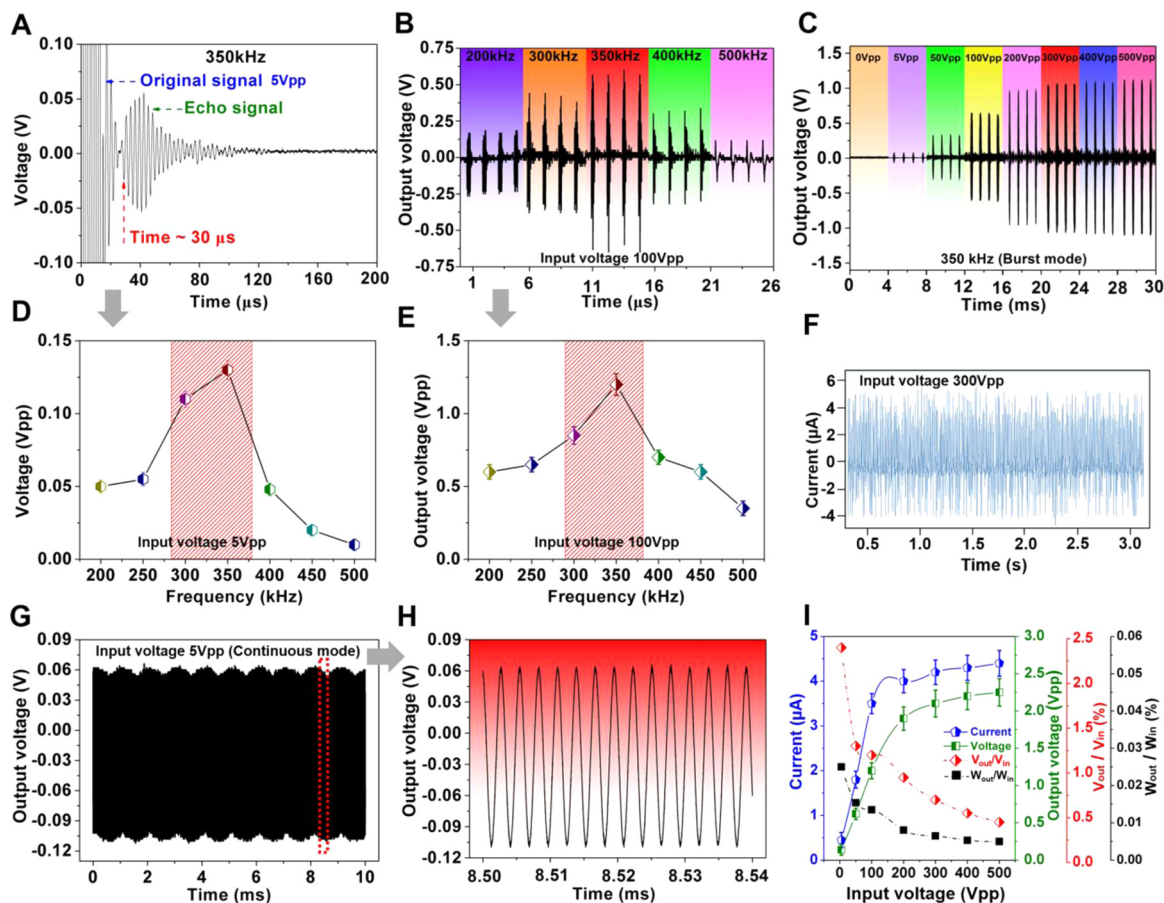 A
350kHz
Original signal 5Vpp
Echo signal
Time ~ 30 µs
0.10
0.05
0.00
-0.05
-0.10
Voltage (V)
0 40 80 120 160 200
Time (µs)
B
200kHz 300kHz 350kHz 400kHz 500kHz
0.75
0.50
0.25
0.00
-0.25
-0.50
-0.75
Output voltage (V)
Input voltage 100Vpp
1 6 11 16 21 26
Time (µs)
C
0Vpp 5Vpp 50Vpp 100Vpp 200Vpp 300Vpp 400Vpp 500Vpp
1.5
1.0
0.5
0.0
-0.5
-1.0
-1.5
Output voltage (V)
350 kHz (Burst mode)
0 4 8 12 16 20 24 26 30
Time (ms)
D
0.15
0.10
0.05
0.00
Voltage (Vpp)
Input voltage 5Vpp
200 250 300 350 400 450 500
Frequency (kHz)
E
1.5
1.0
0.5
0.0
Output voltage (Vpp)
Input voltage 100Vpp
200 250 300 350 400 450 500
Frequency (kHz)
F
Input voltage 300Vpp
6
4
2
0
-2
-4
Current (µA)
0.5 1.0 1.5 2.0 2.5 3.0
Time (s)
G
Input voltage 5Vpp (Continuous mode)
0.09
0.06
0.03
0.00
-0.03
-0.06
-0.09
-0.12
Output voltage (V)
0 2 4 6 8 10
Time (ms)
H
0.09
0.06
0.03
0.00
-0.03
-0.06
-0.09
-0.12
Output voltage (V)
8.50 8.51 8.52 8.53 8.54
Time (ms)
I
5
4
3
2
1
0
Current (µA)
Current
Voltage
Vout/Vin
Wout/Win
3.0
2.7
2.4
2.1
1.8
1.5
1.2
0.9
0.6
0.3
0.0
Output voltage (Vpp)
2.5
2.0
1.5
1.0
0.5
0.0
Vout / Vin (%)
0.06
0.05
0.04
0.03
0.02
0.01
0.00
Wout / Win (%)
0 100 200 300 400 500
Input voltage (Vpp)